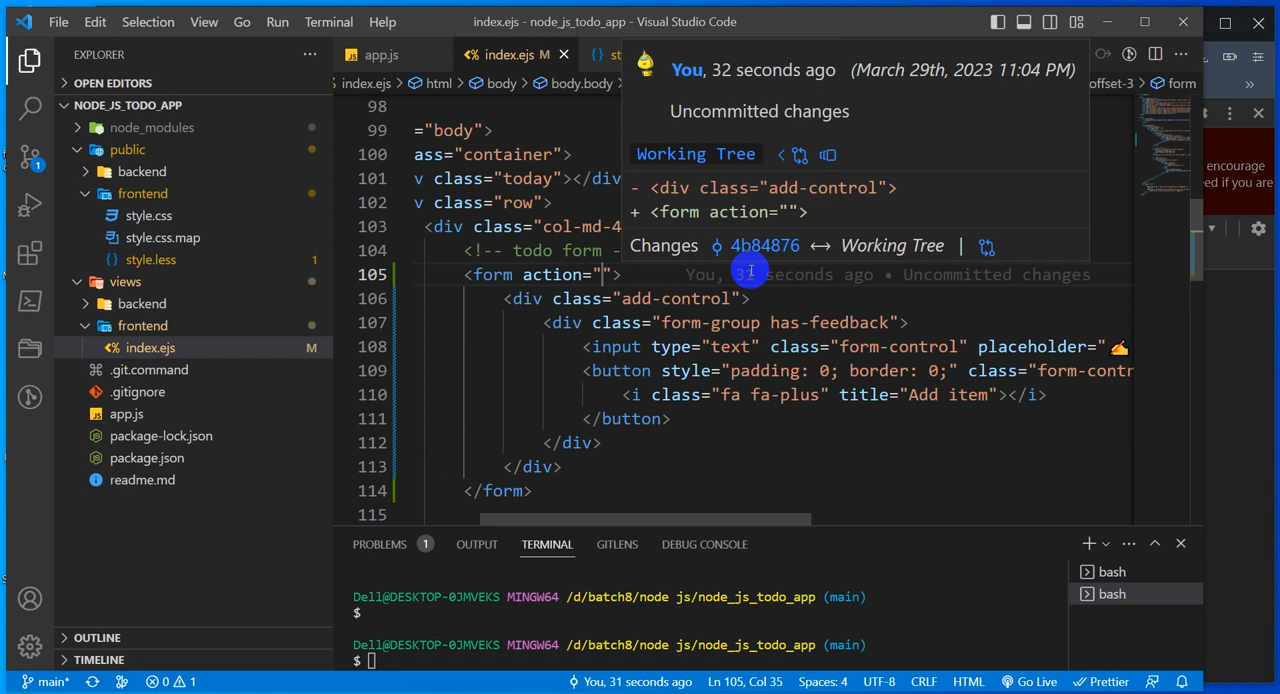 File Edit Selection View Go Run Terminal Help
index.ejs - node_js_todo_app - Visual Studio Code
EXPLORER
OPEN EDITORS
NODE_JS_TODO_APP
node_modules
public
backend
frontend
style.css
style.css.map
style.less 1
views
backend
frontend
index.ejs M
.git.command
.gitignore
app.js
package-lock.json
package.json
readme.md
OUTLINE
TIMELINE
1
app.js
index.ejs M
st
index.ejs > html > body > body.body
offset-3 > form
You, 32 seconds ago (March 29th, 2023 11:04 PM)
Uncommitted changes
Working Tree
- <div class="add-control">
+ <form action="">
Changes 4b84876 Working Tree |
98
99 ="body">
100 ass="container">
101 v class="today"></div
102 v class="row">
103 <div class="col-md-4
104 <!-- todo form -
105 <form action=""> You, 31 seconds ago • Uncommitted changes
106 <div class="add-control">
107 <div class="form-group has-feedback">
108 <input type="text" class="form-control" placeholder="✍
109 <button style="padding: 0; border: 0;" class="form-contr
110 <i class="fa fa-plus" title="Add item"></i>
111 </button>
112 </div>
113 </div>
114 </form>
115
PROBLEMS 1 OUTPUT TERMINAL GITLENS DEBUG CONSOLE
Dell@DESKTOP-0JMVEKS MINGW64 /d/batch8/node js/node_js_todo_app (main)
$
Dell@DESKTOP-0JMVEKS MINGW64 /d/batch8/node js/node_js_todo_app (main)
$
bash
bash
encourage
ed if you are
main* 0 1 You, 31 seconds ago Ln 105, Col 35 Spaces: 4 UTF-8 CRLF HTML Go Live Prettier